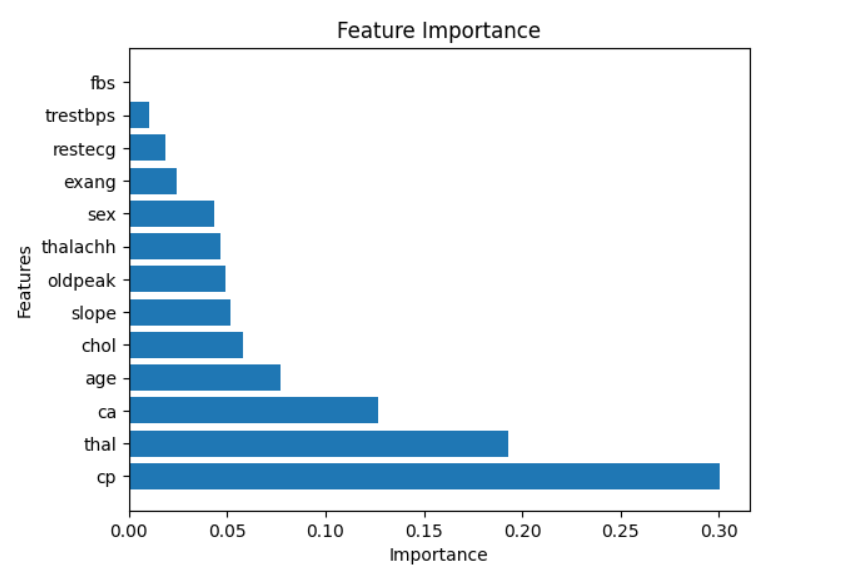 Feature Importance
fbs
trestbps
restecg
exang
sex
thalachh
oldpeak
slope
chol
age
ca
thal
cp
Features
0.00 0.05 0.10 0.15 0.20 0.25 0.30
Importance